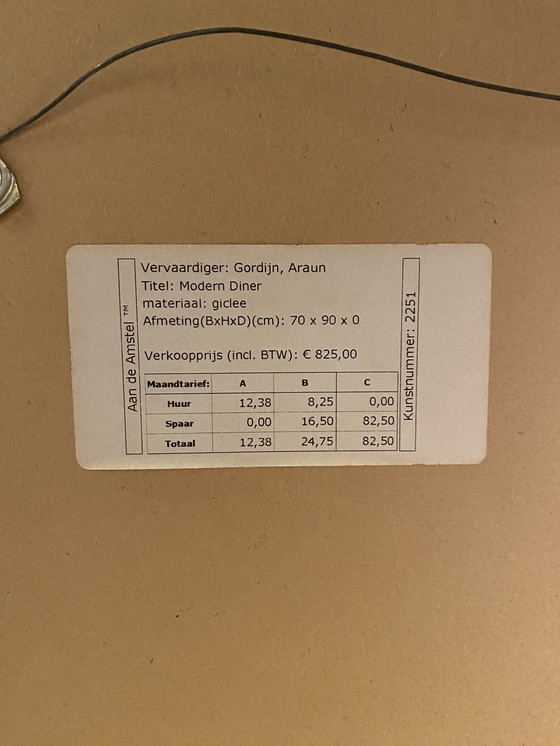 Aan de Amstel ™
Vervaardiger: Gordijn, Araun
Titel: Modern Diner
materiaal: giclee
Afmeting(BxHxD)(cm): 70 x 90 x 0
Verkoopprijs (incl. BTW): € 825,00
Maandtarief: A B C
Huur 12,38 8,25 0,00
Spaar 0,00 16,50 82,50
Totaal 12,38 24,75 82,50
Kunstnummer: 2251